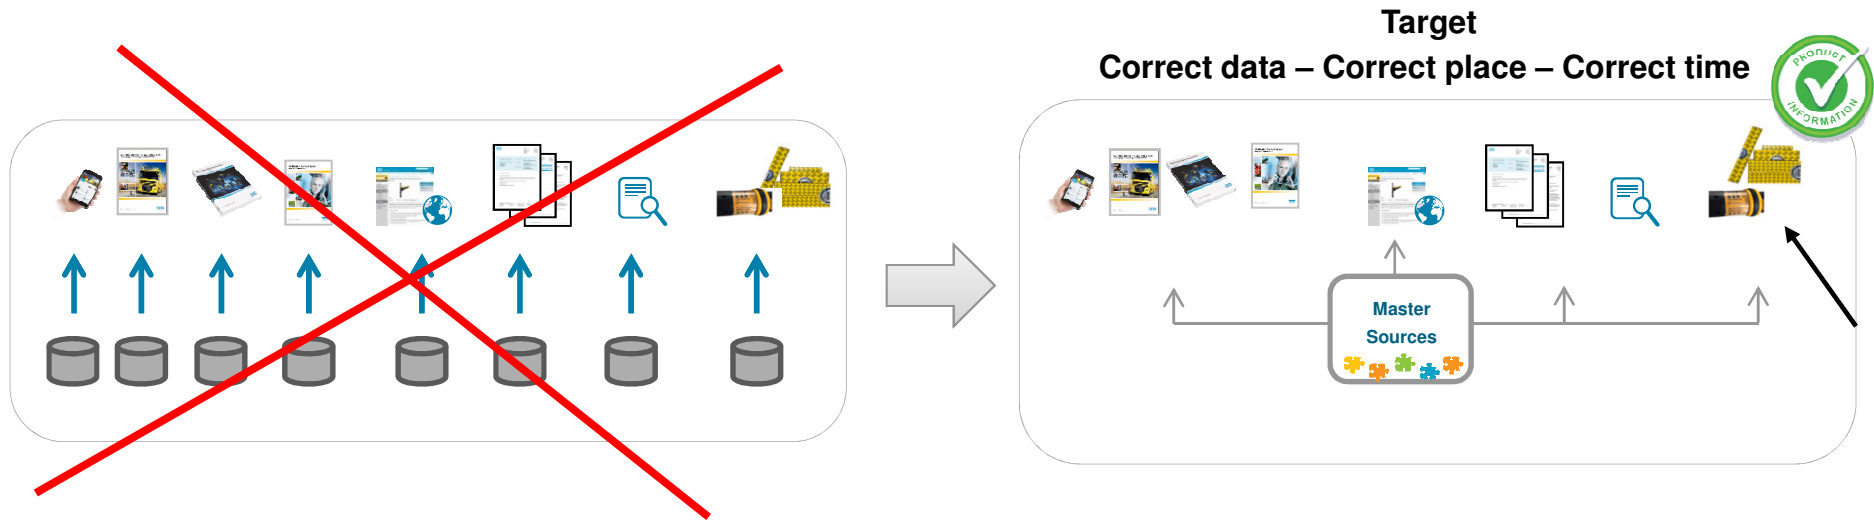 Target
Correct data – Correct place – Correct time
PRODUCT
INFORMATION
Master
Sources